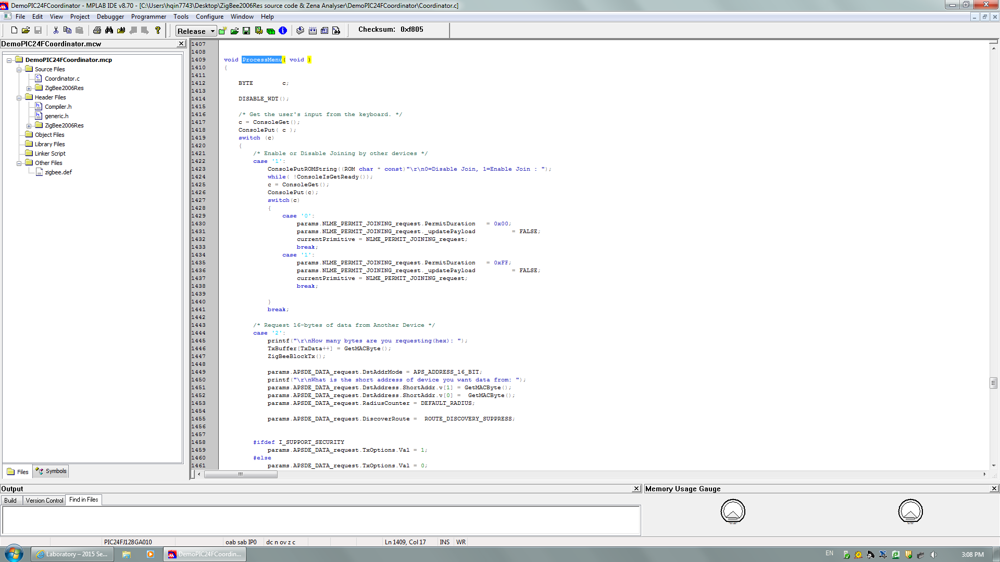 DemoPIC24FCoordinator - MPLAB IDE v8.70 - [C:\Users\hqin7743\Desktop\ZigBee2006Res source code & Zena Analyser\DemoPIC24FCoordinator\Coordinator.c]
File Edit View Project Debugger Programmer Tools Configure Window Help
Release Checksum: 0xf805
DemoPIC24FCoordinator.mcw
DemoPIC24FCoordinator.mcp
Source Files
Coordinator.c
ZigBee2006Res
Header Files
Compiler.h
generic.h
ZigBee2006Res
Object Files
Library Files
Linker Script
Other Files
zigbee.def
Files Symbols
1407
1408
1409 void ProcessMenu( void )
1410 {
1411
1412 BYTE c;
1413
1414 DISABLE_WDT();
1415
1416 /* Get the user's input from the keyboard. */
1417 c = ConsoleGet();
1418 ConsolePut( c );
1419 switch (c)
1420 {
1421 /* Enable or Disable Joining by other devices */
1422 case '1':
1423 ConsolePutROMString((ROM char * const)"\r\n0=Disable Join, 1=Enable Join : ");
1424 while( !ConsoleIsGetReady());
1425 c = ConsoleGet();
1426 ConsolePut(c);
1427 switch(c)
1428 {
1429 case '0':
1430 params.NLME_PERMIT_JOINING_request.PermitDuration = 0x00;
1431 params.NLME_PERMIT_JOINING_request._updatePayload = FALSE;
1432 currentPrimitive = NLME_PERMIT_JOINING_request;
1433 break;
1434 case '1':
1435 params.NLME_PERMIT_JOINING_request.PermitDuration = 0xFF;
1436 params.NLME_PERMIT_JOINING_request._updatePayload = FALSE;
1437 currentPrimitive = NLME_PERMIT_JOINING_request;
1438 break;
1439
1440 }
1441 break;
1442
1443 /* Request 16-bytes of data from Another Device */
1444 case '2':
1445 printf("\r\nHow many bytes are you requesting(hex): ");
1446 TxBuffer[TxData++] = GetMACByte();
1447 ZigBeeBlockTx();
1448
1449 params.APSDE_DATA_request.DstAddrMode = APS_ADDRESS_16_BIT;
1450 printf("\r\nWhat is the short address of device you want data from: ");
1451 params.APSDE_DATA_request.DstAddress.ShortAddr.v[1] = GetMACByte();
1452 params.APSDE_DATA_request.DstAddress.ShortAddr.v[0] = GetMACByte();
1453 params.APSDE_DATA_request.RadiusCounter = DEFAULT_RADIUS;
1454
1455 params.APSDE_DATA_request.DiscoverRoute = ROUTE_DISCOVERY_SUPPRESS;
1456
1457
1458 #ifdef I_SUPPORT_SECURITY
1459 params.APSDE_DATA_request.TxOptions.Val = 1;
1460 #else
1461 params.APSDE_DATA_request.TxOptions.Val = 0;
Output
Build Version Control Find in Files
Memory Usage Gauge
PIC24FJ128GA010 oab sab IP0 dc n ov z c Ln 1409, Col 17 INS WR
Laboratory – 2015 Se... DemoPIC24FCoordin... EN 3:08 PM